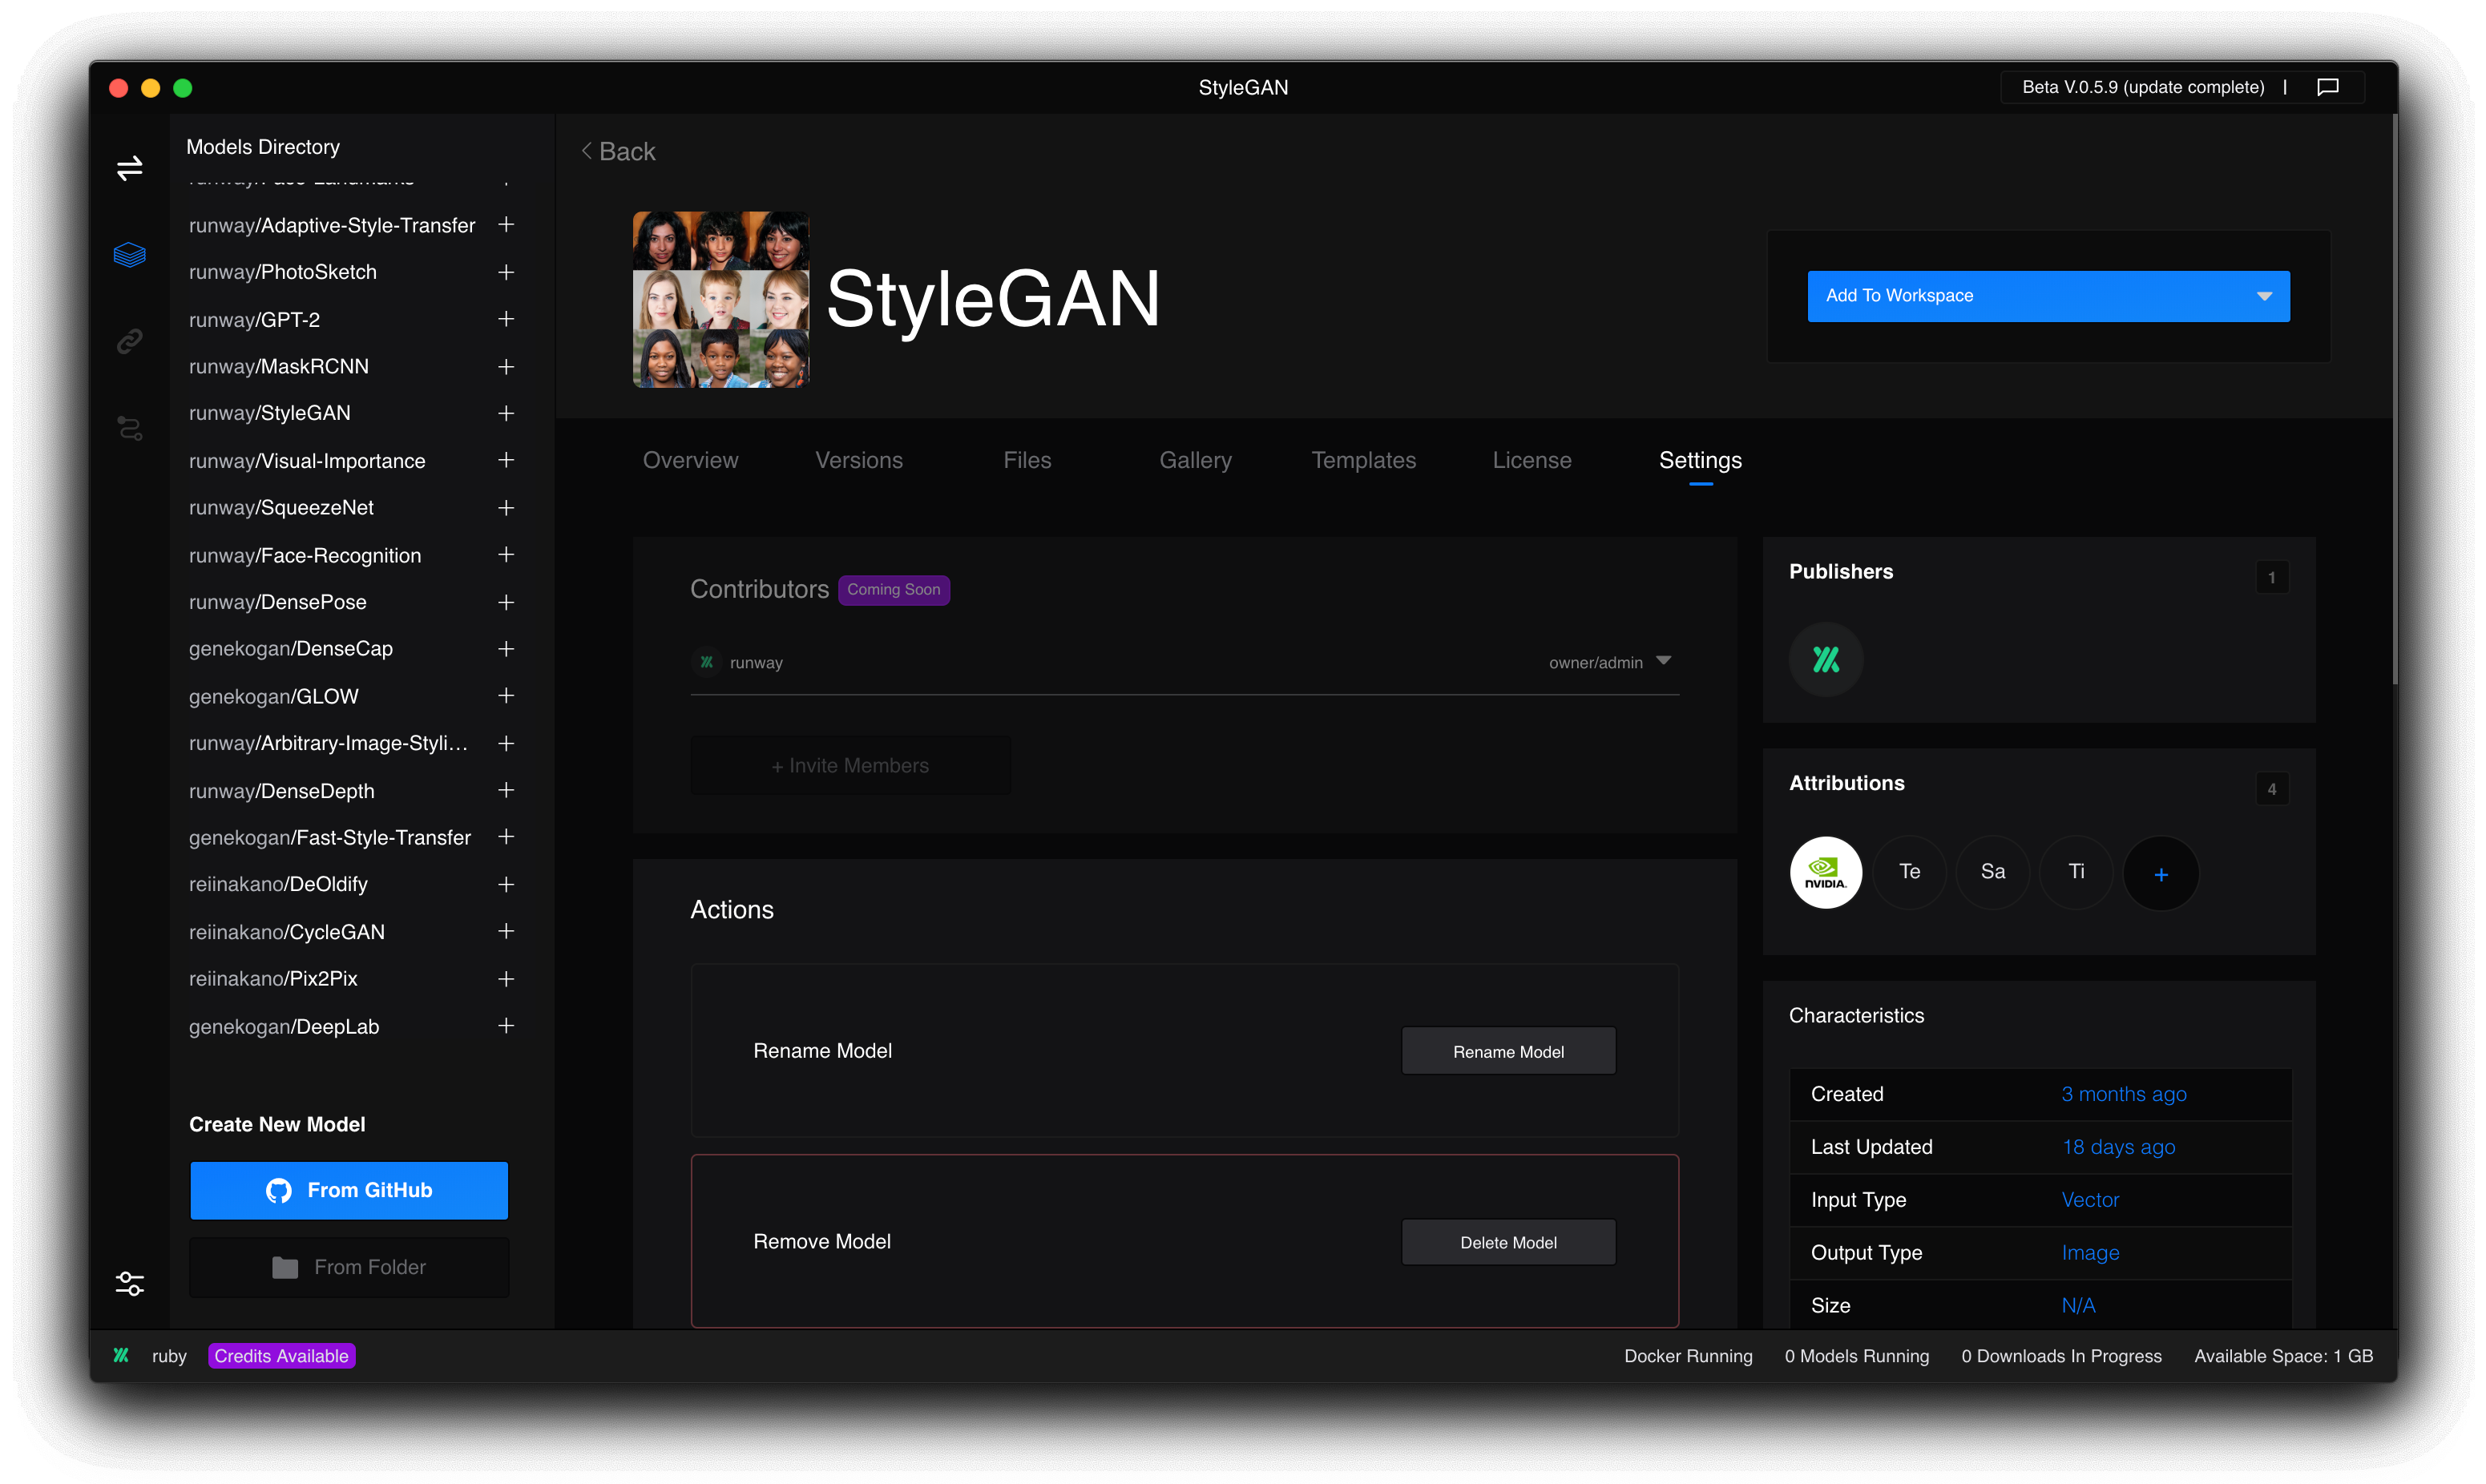 StyleGAN
Beta V.0.5.9 (update complete) |
Models Directory
runway/Face-Landmarks
runway/Adaptive-Style-Transfer +
runway/PhotoSketch +
runway/GPT-2 +
runway/MaskRCNN +
runway/StyleGAN +
runway/Visual-Importance +
runway/SqueezeNet +
runway/Face-Recognition +
runway/DensePose +
genekogan/DenseCap +
genekogan/GLOW +
runway/Arbitrary-Image-Styli... +
runway/DenseDepth +
genekogan/Fast-Style-Transfer +
reiinakano/DeOldify +
reiinakano/CycleGAN +
reiinakano/Pix2Pix +
genekogan/DeepLab +
Create New Model
From GitHub
From Folder
< Back
StyleGAN
Add To Workspace
Overview Versions Files Gallery Templates License Settings
Contributors Coming Soon
runway owner/admin
+ Invite Members
Actions
Rename Model Rename Model
Remove Model Delete Model
Publishers 1
Attributions 4
NVIDIA. Te Sa Ti +
Characteristics
Created 3 months ago
Last Updated 18 days ago
Input Type Vector
Output Type Image
Size N/A
ruby Credits Available
Docker Running 0 Models Running 0 Downloads In Progress Available Space: 1 GB